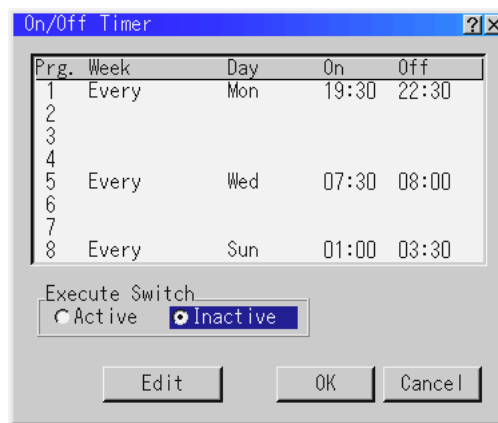 On/Off Timer ? ×
Prg. Week Day On Off
1 Every Mon 19:30 22:30
2
3
4
5 Every Wed 07:30 08:00
6
7
8 Every Sun 01:00 03:30
Execute Switch
Active Inactive
Edit OK Cancel